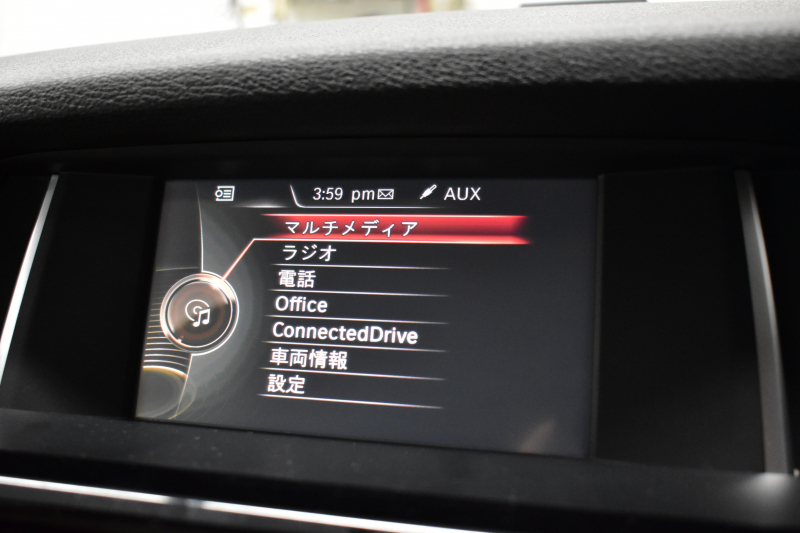 3:59 pm AUX
マルチメディア
ラジオ
電話
Office
ConnectedDrive
車両情報
設定